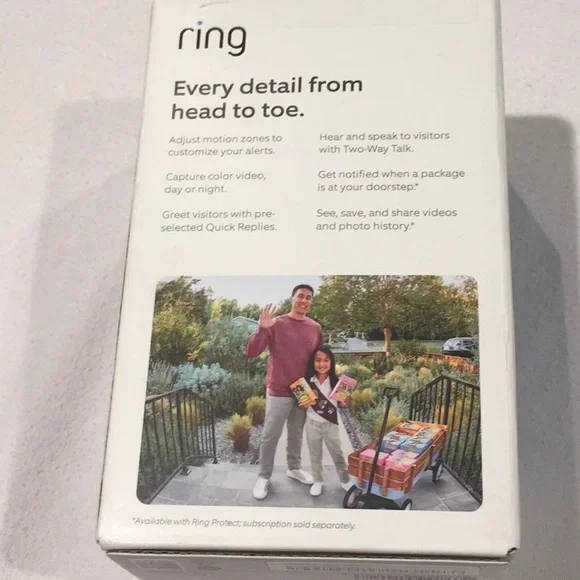 ring
Every detail from
head to toe.
Adjust motion zones to
customize your alerts.
Capture color video,
day or night.
Greet visitors with pre-
selected Quick Replies.
Hear and speak to visitors
with Two-Way Talk.
Get notified when a package
is at your doorstep.*
See, save, and share videos
and photo history.*
*Available with Ring Protect; subscription sold separately.